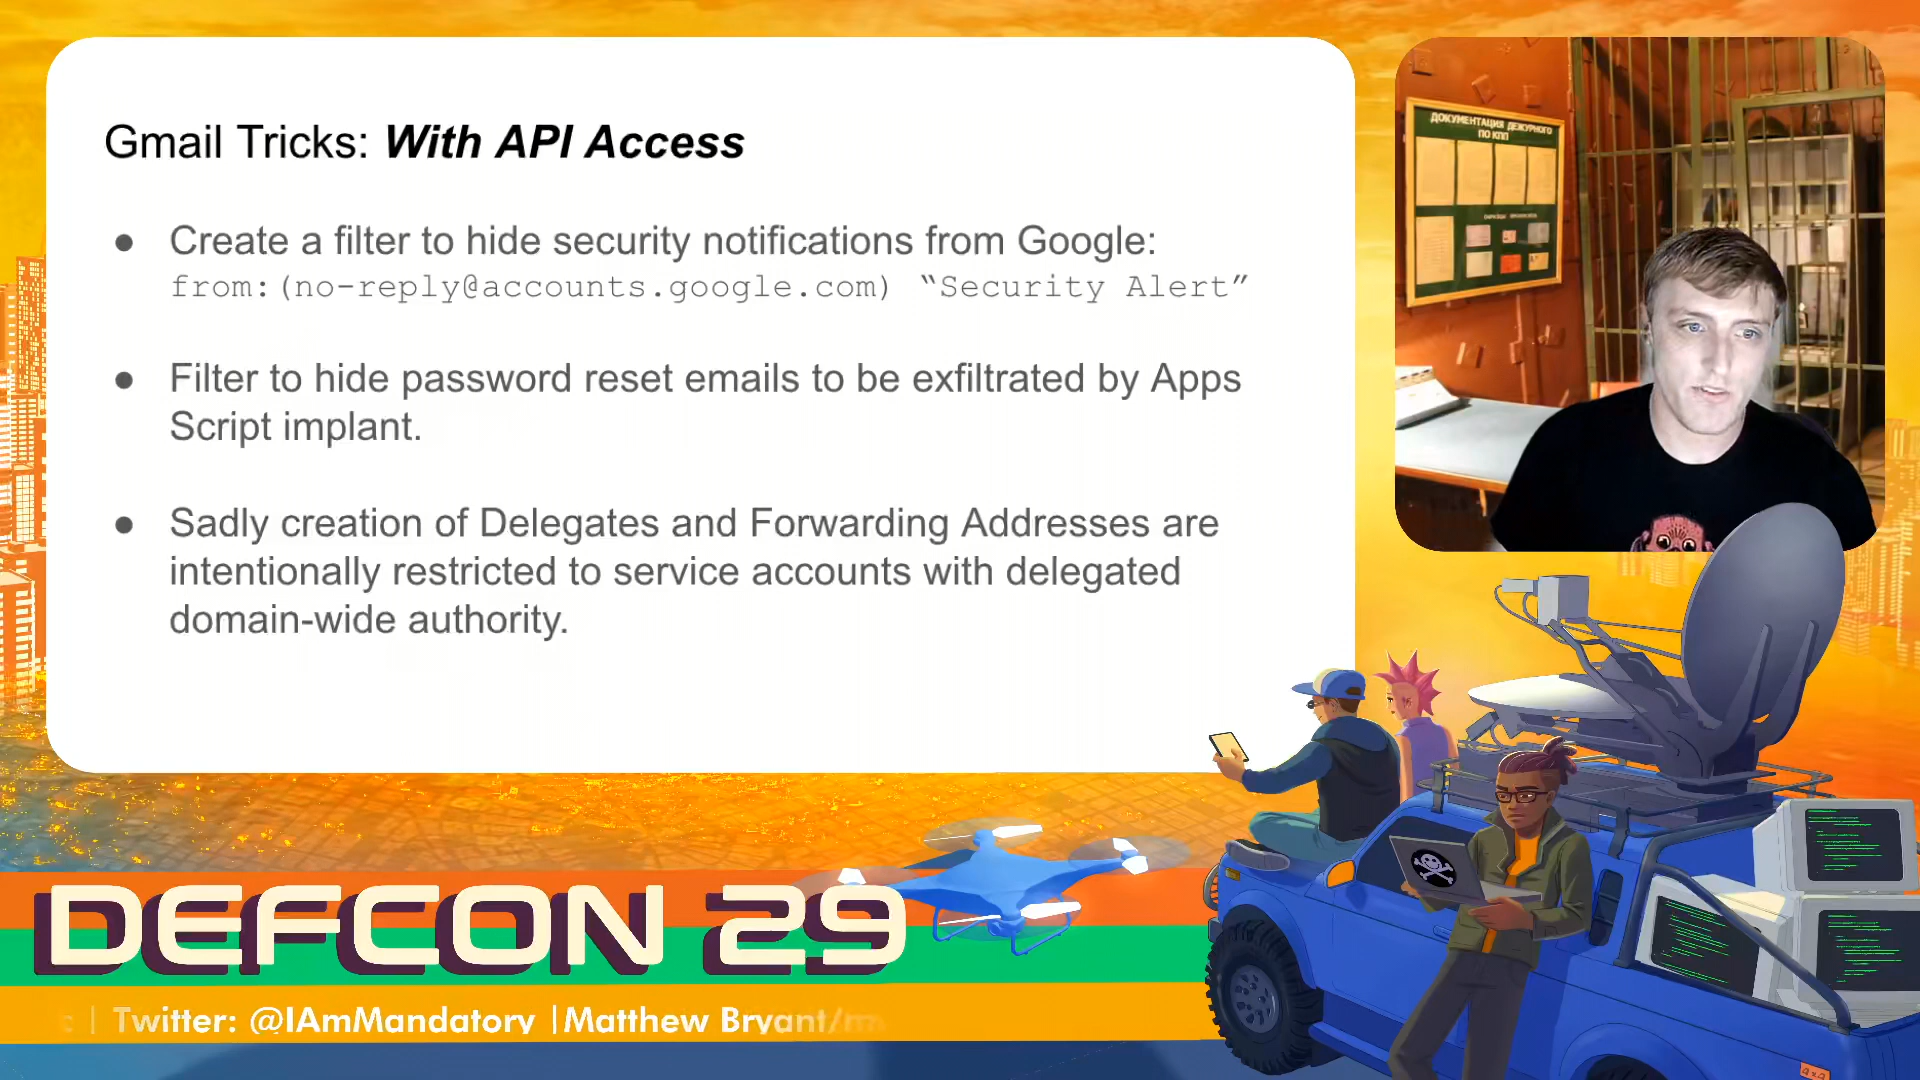 Gmail Tricks: With API Access
● Create a filter to hide security notifications from Google:
from:(no-reply@accounts.google.com) “Security Alert”
● Filter to hide password reset emails to be exfiltrated by Apps
Script implant.
● Sadly creation of Delegates and Forwarding Addresses are
intentionally restricted to service accounts with delegated
domain-wide authority.
ДОКУМЕНТАЦИЯ ДЕЖУРНОГО
ПО КПП
DEFCON 29
| Twitter: @IAmMandatory | Matthew Bryant/
4x4